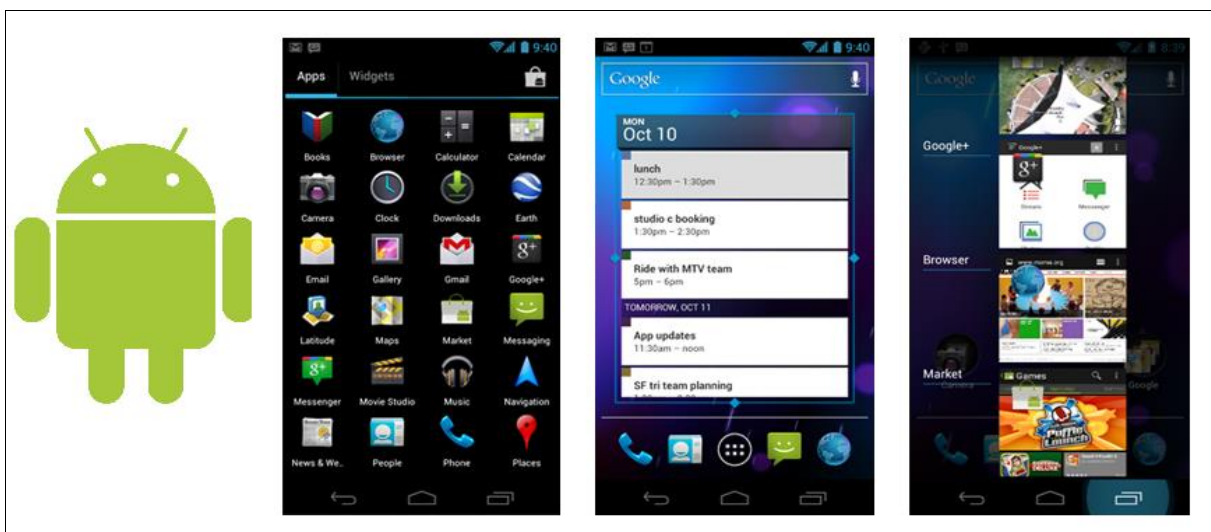 9:40
Apps Widgets
Books Browser Calculator Calendar
Camera Clock Downloads Earth
Email Gallery Gmail Google+
Latitude Maps Market Messaging
Messenger Movie Studio Music Navigation
News & We.. People Phone Places
9:40
Google
MON
Oct 10
lunch
12:30pm – 1:30pm
studio c booking
1:30pm – 2:30pm
Ride with MTV team
5pm – 6pm
TOMORROW, OCT 11
App updates
11:30am – noon
SF tri team planning
8:39
Google
Google+
Google+
Messenger
Browser
Market
Games
Camera
Google